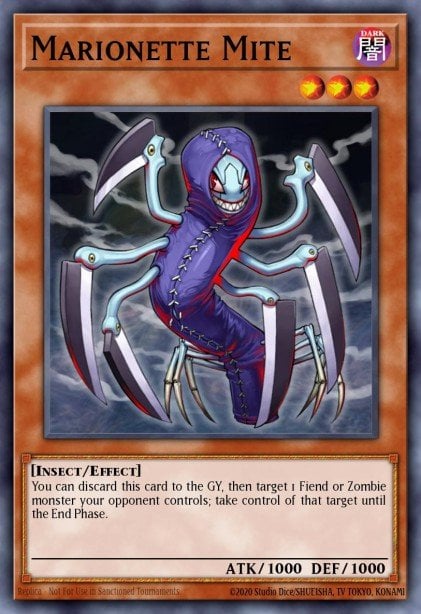 Marionette Mite
DARK
闇
[Insect/Effect]
You can discard this card to the GY, then target 1 Fiend or Zombie
monster your opponent controls; take control of that target until
the End Phase.
ATK/1000 DEF/1000
Replica - Not For Use in Sanctioned Tournaments.
©2020 Studio Dice/SHUEISHA, TV TOKYO, KONAMI